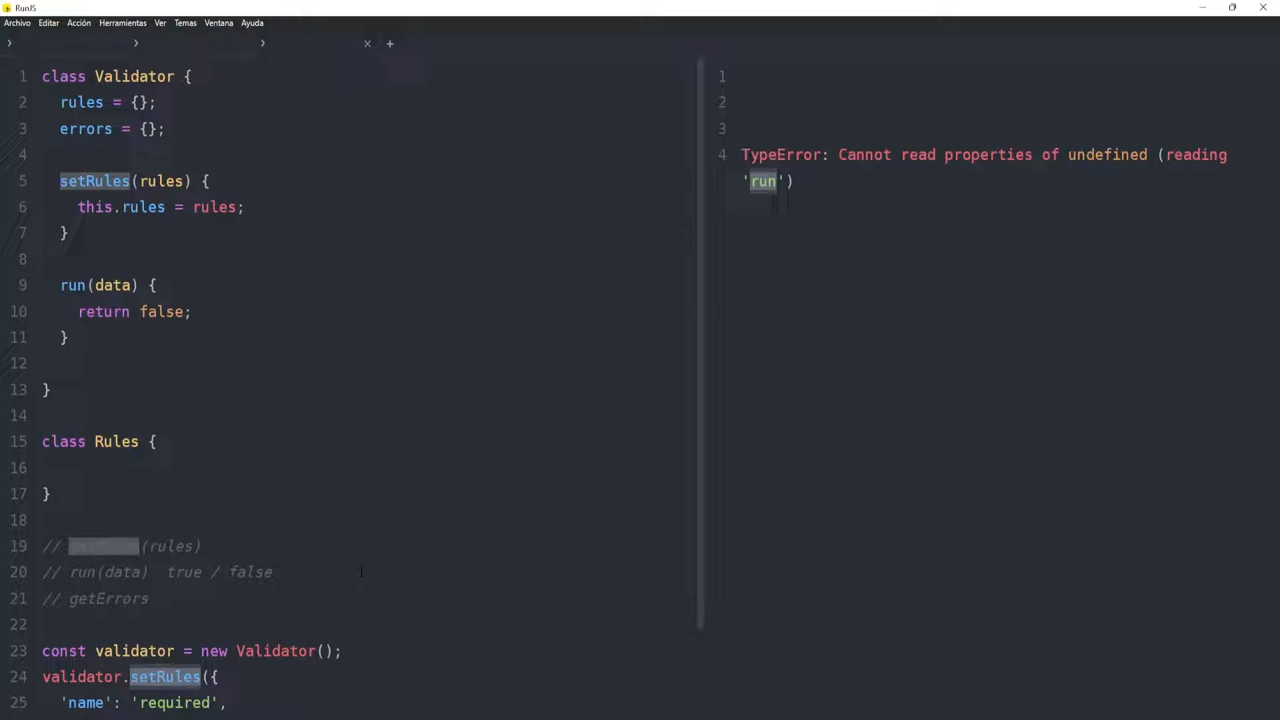 RunJS
Archivo Editar Acción Herramientas Ver Temas Ventana Ayuda
1 class Validator {
2 rules = {};
3 errors = {};
4
5 setRules(rules) {
6 this.rules = rules;
7 }
8
9 run(data) {
10 return false;
11 }
12
13 }
14
15 class Rules {
16
17 }
18
19 // (rules)
20 // run(data) true / false
21 // getErrors
22
23 const validator = new Validator();
24 validator.setRules({
25 'name': 'required',
1
2
3
4 TypeError: Cannot read properties of undefined (reading
'run')